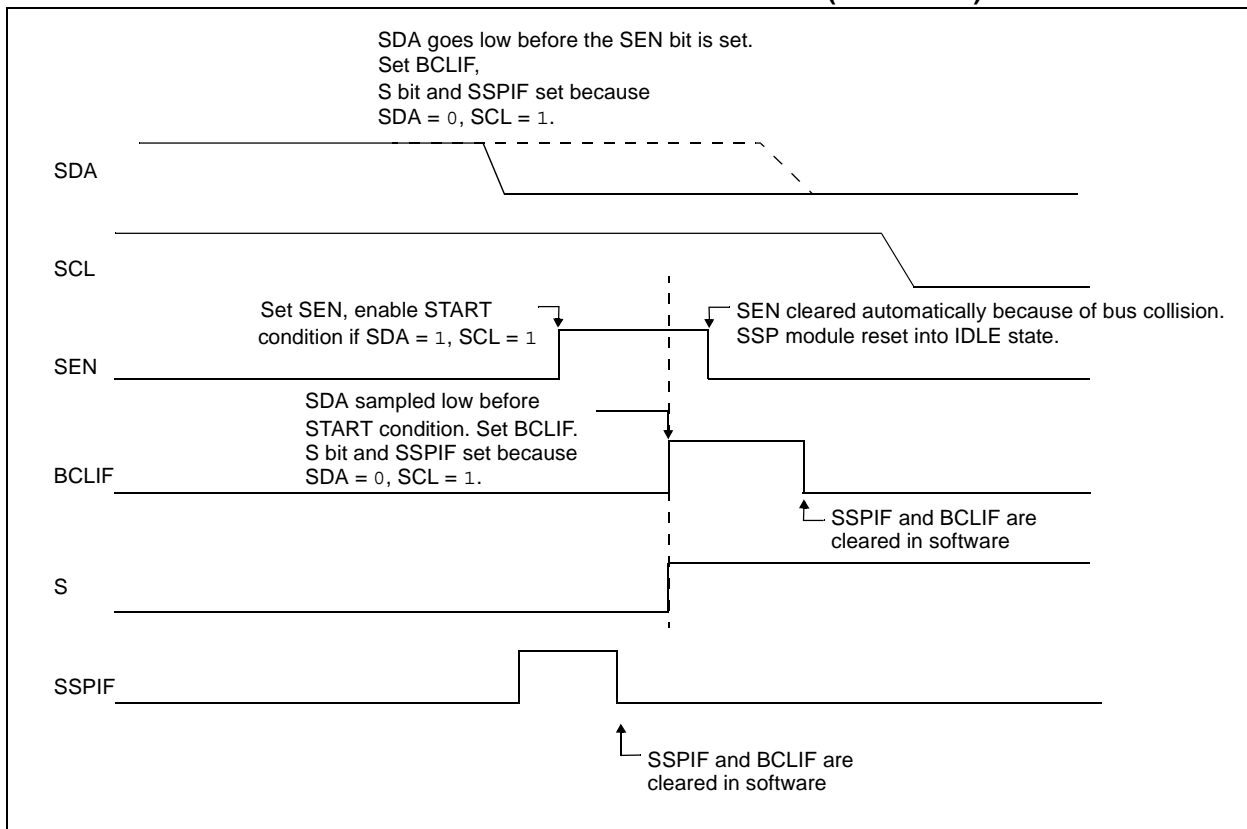 SDA goes low before the SEN bit is set.
Set BCLIF,
S bit and SSPIF set because
SDA = 0, SCL = 1.
SDA
SCL
Set SEN, enable START
condition if SDA = 1, SCL = 1
SEN cleared automatically because of bus collision.
SSP module reset into IDLE state.
SEN
SDA sampled low before
START condition. Set BCLIF.
S bit and SSPIF set because
SDA = 0, SCL = 1.
BCLIF
SSPIF and BCLIF are
cleared in software
S
SSPIF
SSPIF and BCLIF are
cleared in software